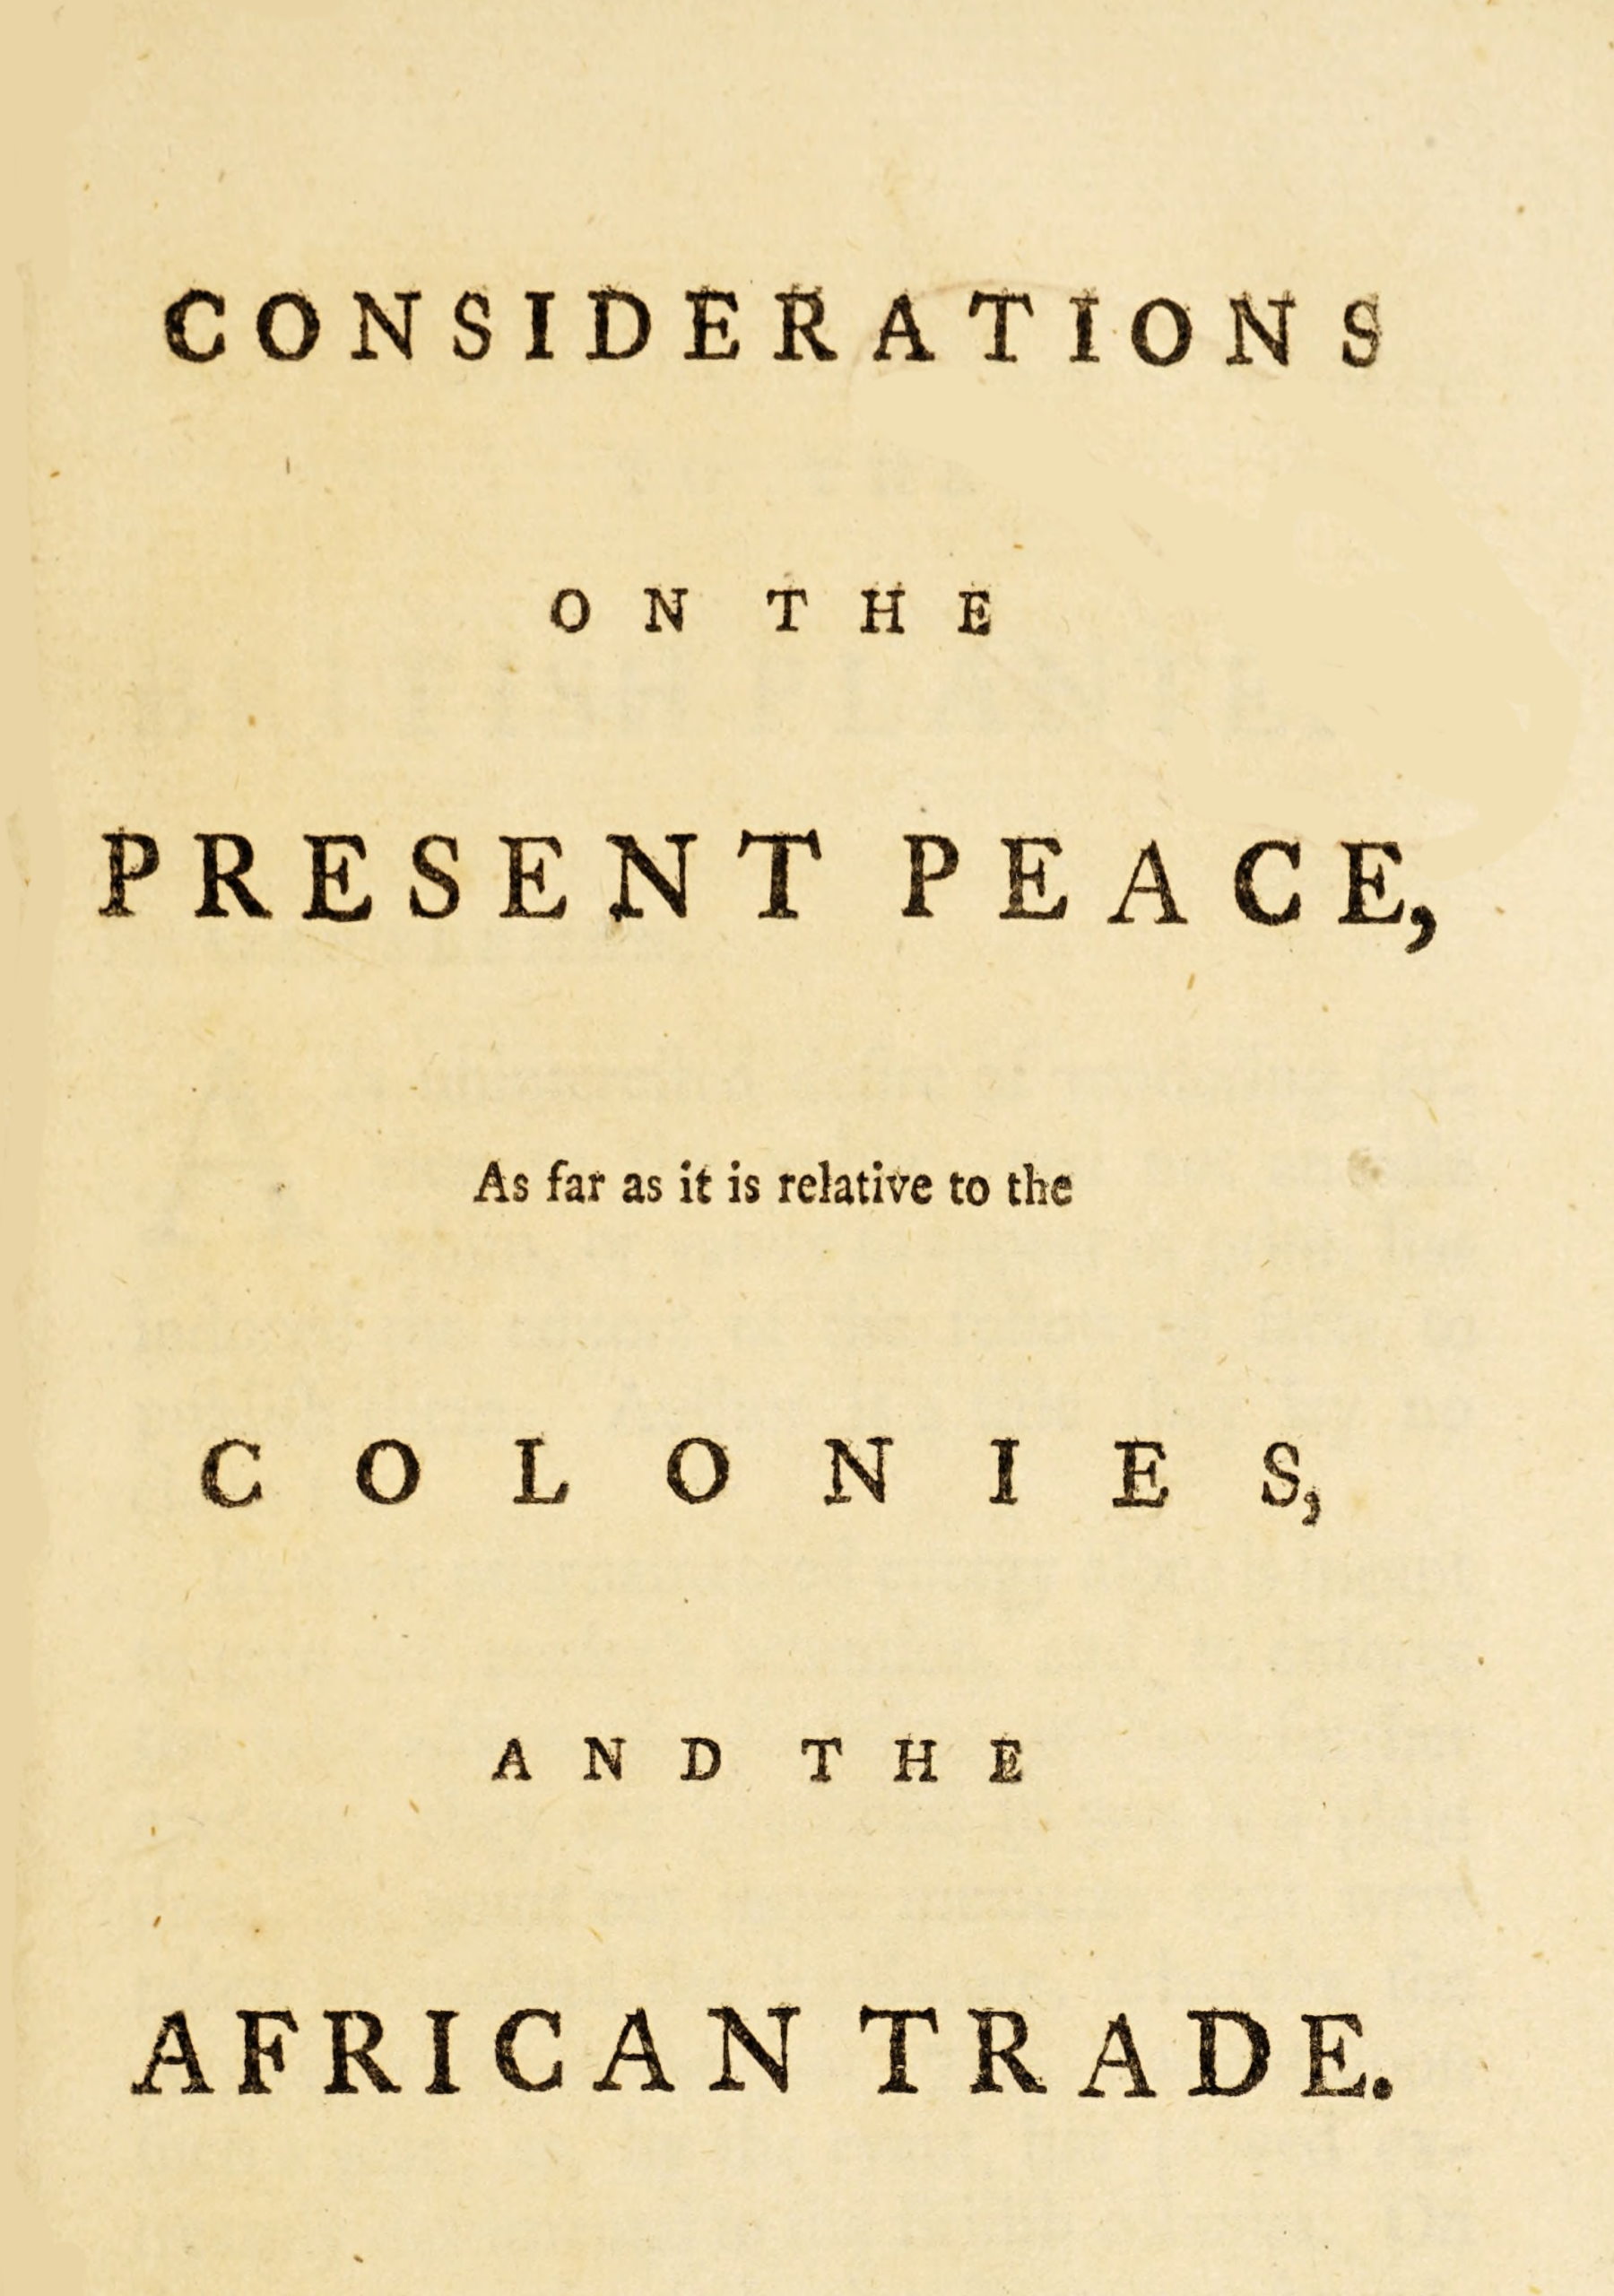 CONSIDERATIONS
ON THE
PRESENT PEACE,
As far as it is relative to the
COLONIES,
AND THE
AFRICAN TRADE.